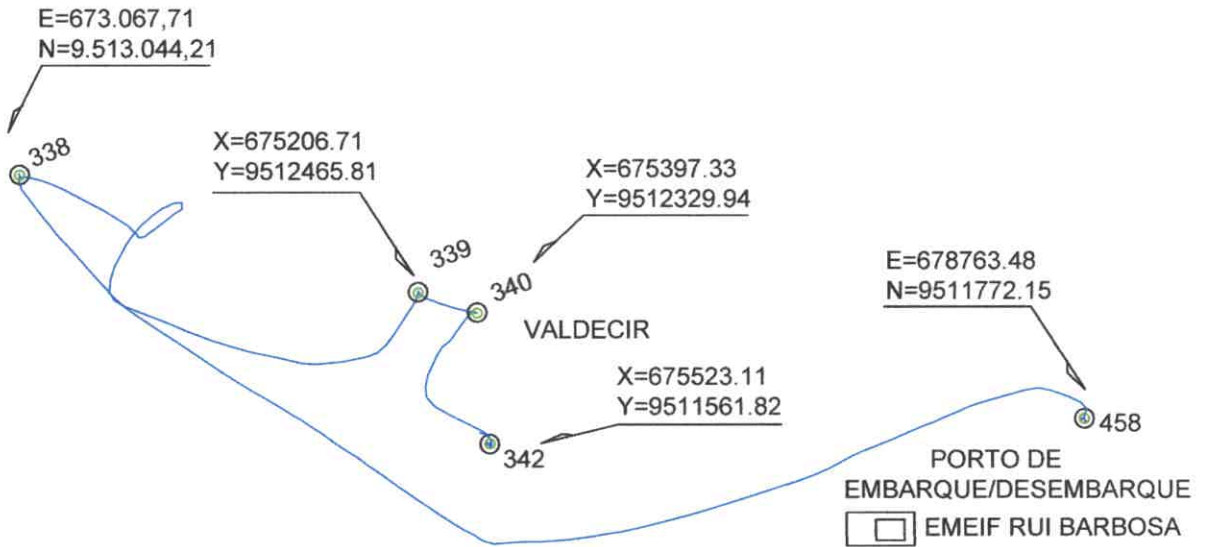 E=673.067,71
N=9.513.044,21
338
X=675206.71
Y=9512465.81
339
X=675397.33
Y=9512329.94
340
VALDECIR
E=678763.48
N=9511772.15
458
X=675523.11
Y=9511561.82
342
PORTO DE
EMBARQUE/DESEMBARQUE
EMEIF RUI BARBOSA